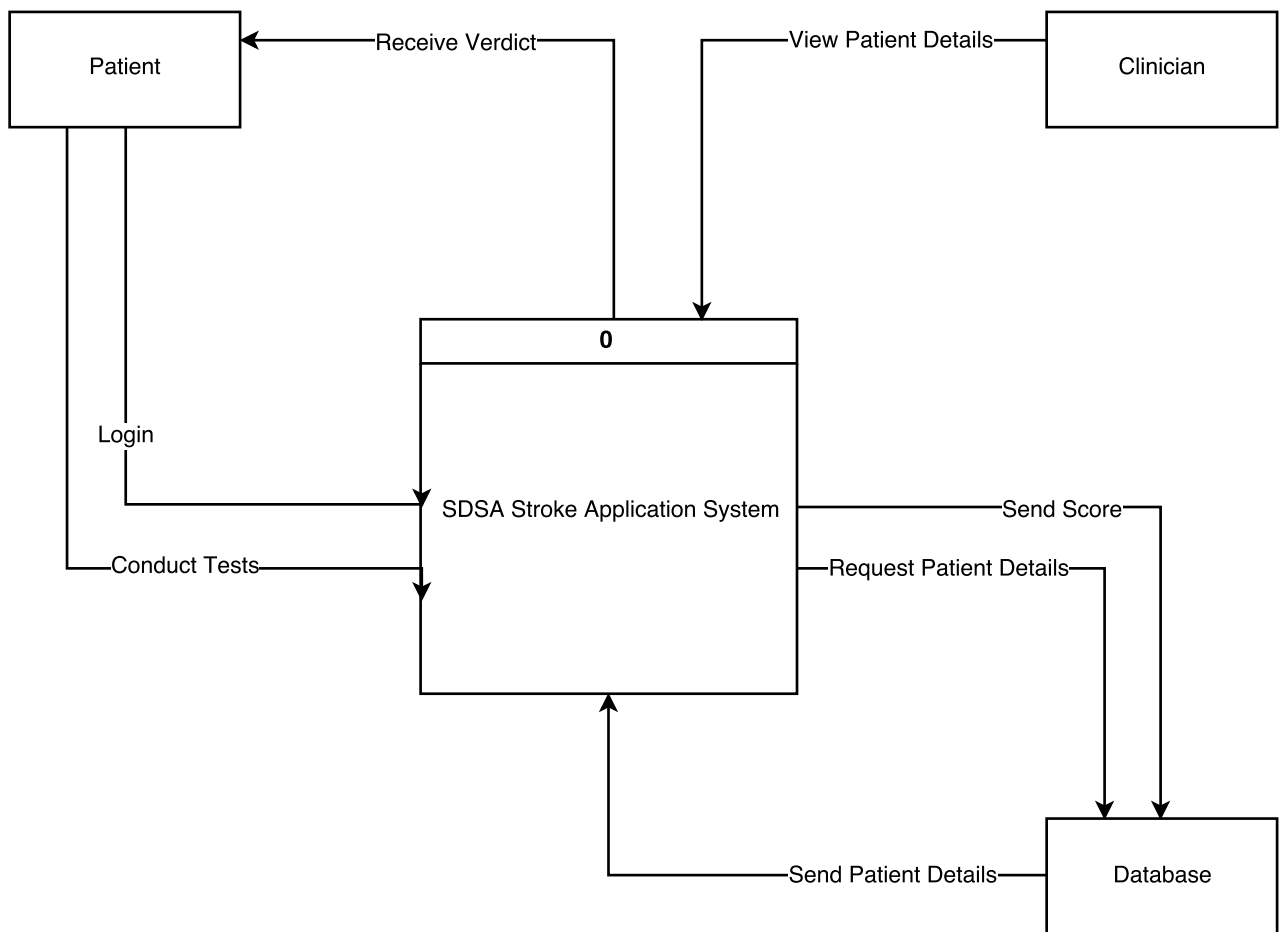 Patient
Receive Verdict
View Patient Details
Clinician
0
Login
SDSA Stroke Application System
Send Score
Conduct Tests
Request Patient Details
Send Patient Details
Database